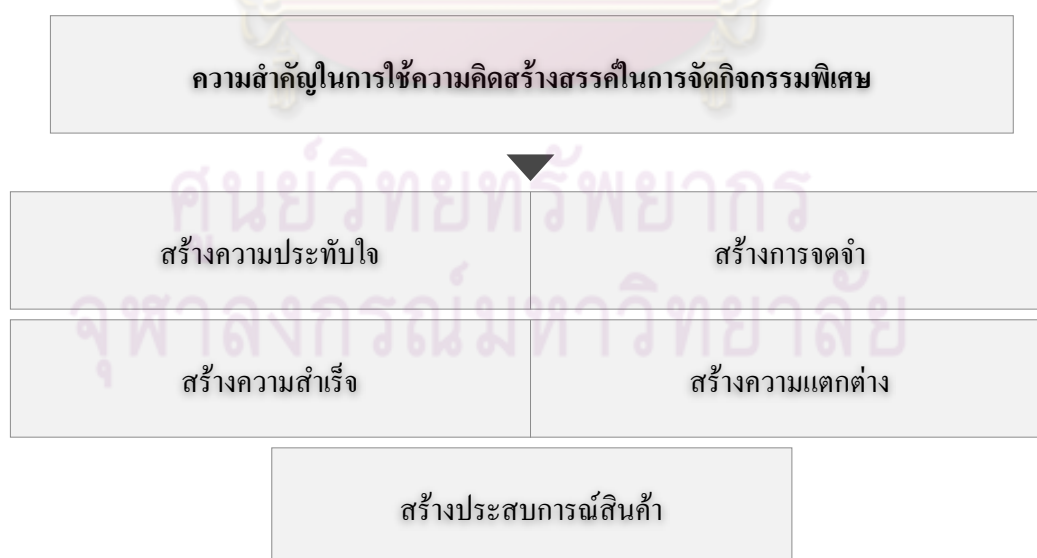 ความสำคัญในการใช้ความคิดสร้างสรรค์ในการจัดกิจกรรมพิเศษ
ศูนย์วิทยทรัพยากร
สร้างความประทับใจ
สร้างการจดจำ
จุฬาลงกรณ์มหาวิทยาลัย
สร้างความสำเร็จ
สร้างความแตกต่าง
สร้างประสบการณ์สินค้า